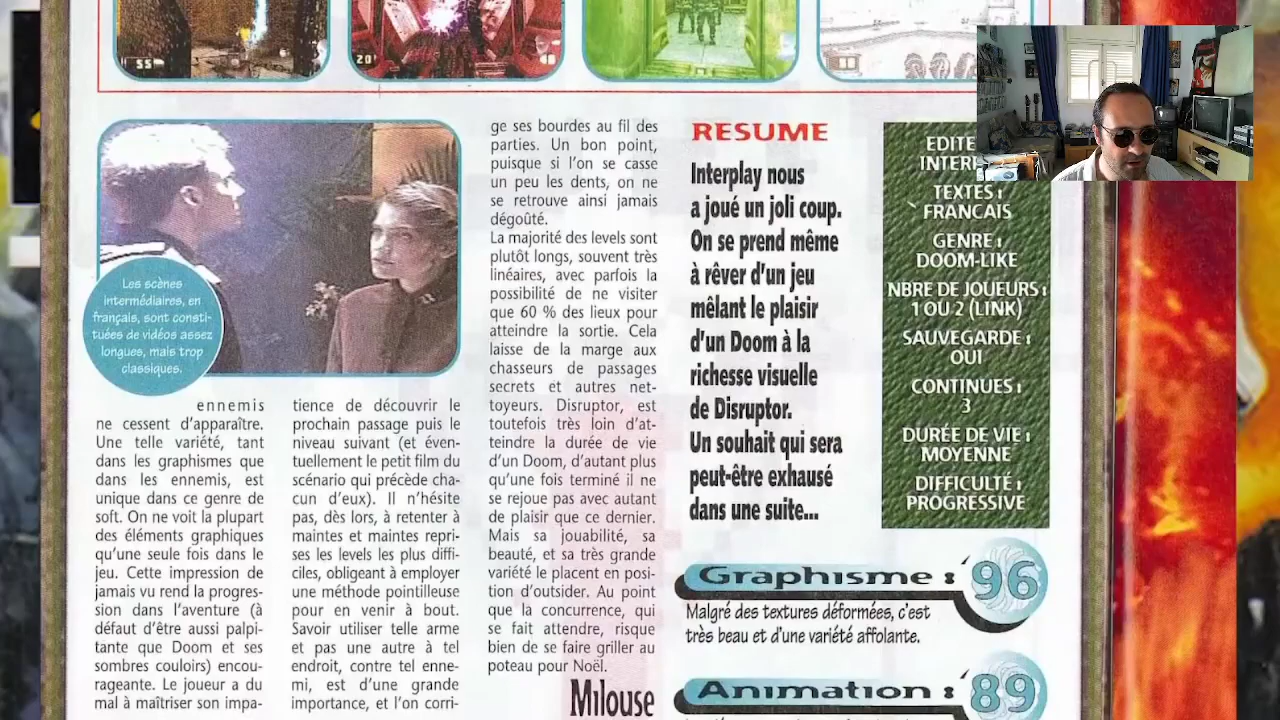 55
20
Les scènes
intermédiaires, en
français, sont consti-
tuées de vidéos assez
longues, mais trop
classiques.
ennemis
ne cessent d'apparaître.
Une telle variété, tant
dans les graphismes que
dans les ennemis, est
unique dans ce genre de
soft. On ne voit la plupart
des éléments graphiques
qu'une seule fois dans le
jeu. Cette impression de
jamais vu rend la progres-
sion dans l'aventure (à
défaut d'être aussi palpi-
tante que Doom et ses
sombres couloirs) encou-
rageante. Le joueur a du
mal à maîtriser son impa-
tience de découvrir le
prochain passage puis le
niveau suivant (et éven-
tuellement le petit film du
scénario qui précède cha-
cun d'eux). Il n'hésite
pas, dès lors, à retenter à
maintes et maintes repri-
ses les levels les plus diffi-
ciles, obligeant à employer
une méthode pointilleuse
pour en venir à bout.
Savoir utiliser telle arme
et pas une autre à tel
endroit, contre tel enne-
mi, est d'une grande
importance, et l'on corri-
ge ses bourdes au fil des
parties. Un bon point,
puisque si l'on se casse
un peu les dents, on ne
se retrouve ainsi jamais
dégoûté.
La majorité des levels sont
plutôt longs, souvent très
linéaires, avec parfois la
possibilité de ne visiter
que 60 % des lieux pour
atteindre la sortie. Cela
laisse de la marge aux
chasseurs de passages
secrets et autres net-
toyeurs. Disruptor, est
toutefois très loin d'at-
teindre la durée de vie
d'un Doom, d'autant plus
qu'une fois terminé il ne
se rejoue pas avec autant
de plaisir que ce dernier.
Mais sa jouabilité, sa
beauté, et sa très grande
variété le placent en posi-
tion d'outsider. Au point
que la concurrence, qui
se fait attendre, risque
bien de se faire griller au
poteau pour Noël.
Milouse
RESUME
Interplay nous
a joué un joli coup.
On se prend même
à rêver d'un jeu
mêlant le plaisir
d'un Doom à la
richesse visuelle
de Disruptor.
Un souhait qui sera
peut-être exhausé
dans une suite...
EDITE
INTER
TEXTES :
FRANCAIS
GENRE :
DOOM-LIKE
NBRE DE JOUEURS :
1 OU 2 (LINK)
SAUVEGARDE :
OUI
CONTINUES :
3
DURÉE DE VIE :
MOYENNE
DIFFICULTÉ :
PROGRESSIVE
Graphisme : 96
Malgré des textures déformées, c'est
très beau et d'une variété affolante.
Animation : 89